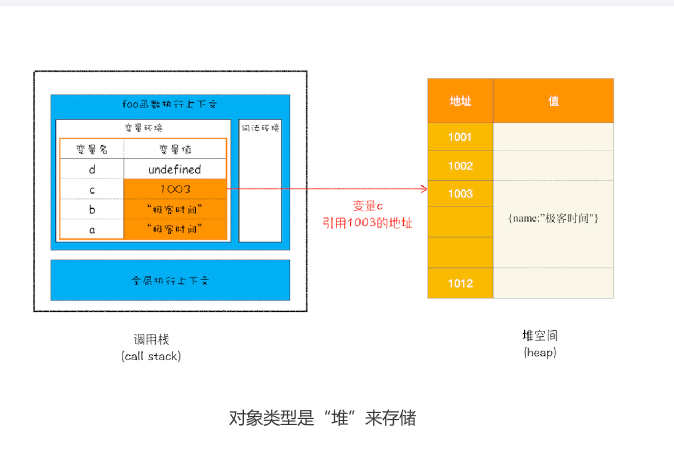 foo函数执行上下文
变量环境
词法环境
变量名 变量值
d undefined
c 1003
b “极客时间”
a “极客时间”
全局执行上下文
调用栈
(call stack)
变量c
引用1003的地址
地址 值
1001
1002
1003
{name:"极客时间"}
1012
堆空间
(heap)
对象类型是“堆”来存储